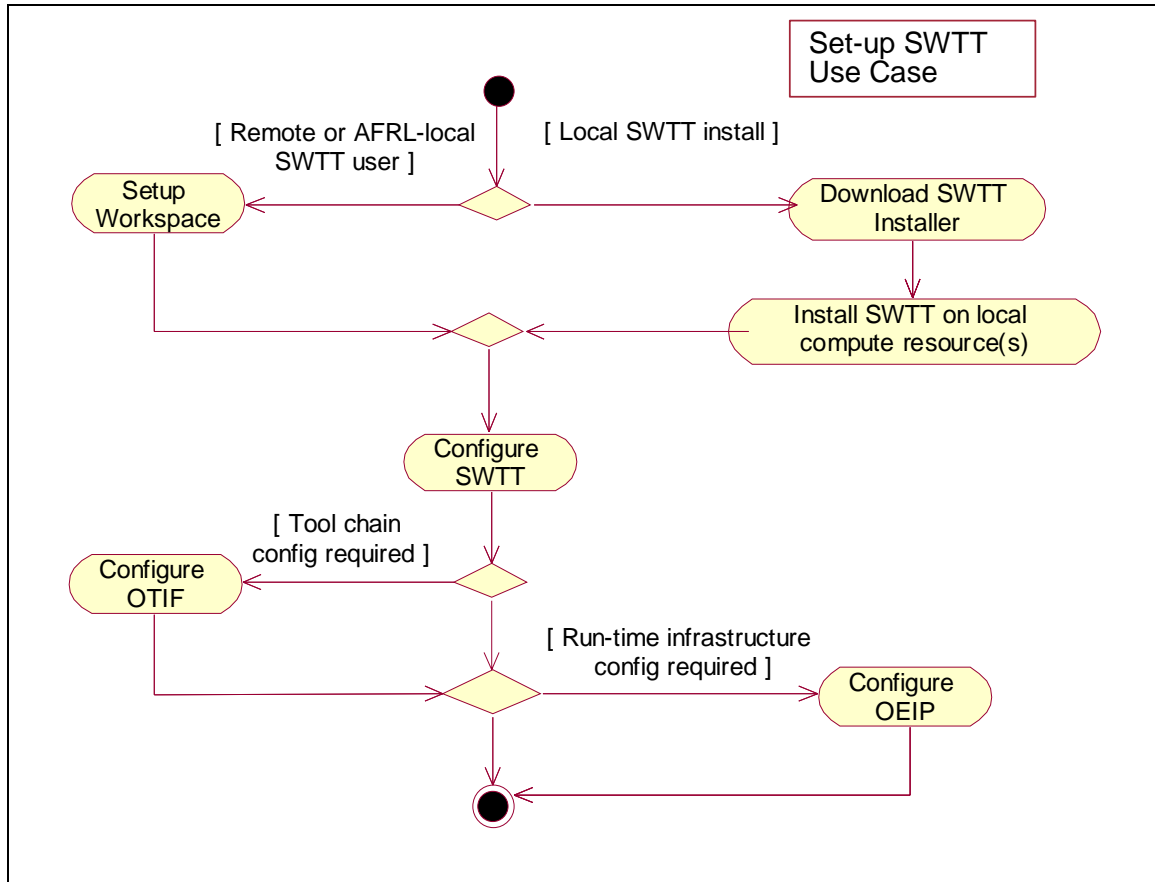 Set-up SWTT
Use Case
[ Remote or AFRL-local
SWTT user ]
[ Local SWTT install ]
Setup
Workspace
Download SWTT
Installer
Install SWTT on local
compute resource(s)
Configure
SWTT
[ Tool chain
config required ]
Configure
OTIF
[ Run-time infrastructure
config required ]
Configure
OEIP